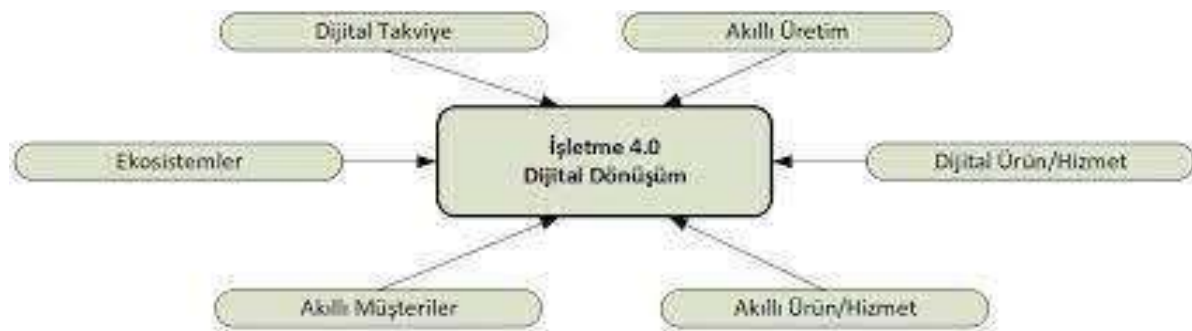 Dijital Takviye
Akıllı Üretim
Ekosistemler
İşletme 4.0
Dijital Dönüşüm
Dijital Ürün/Hizmet
Akıllı Müşteriler
Akıllı Ürün/Hizmet